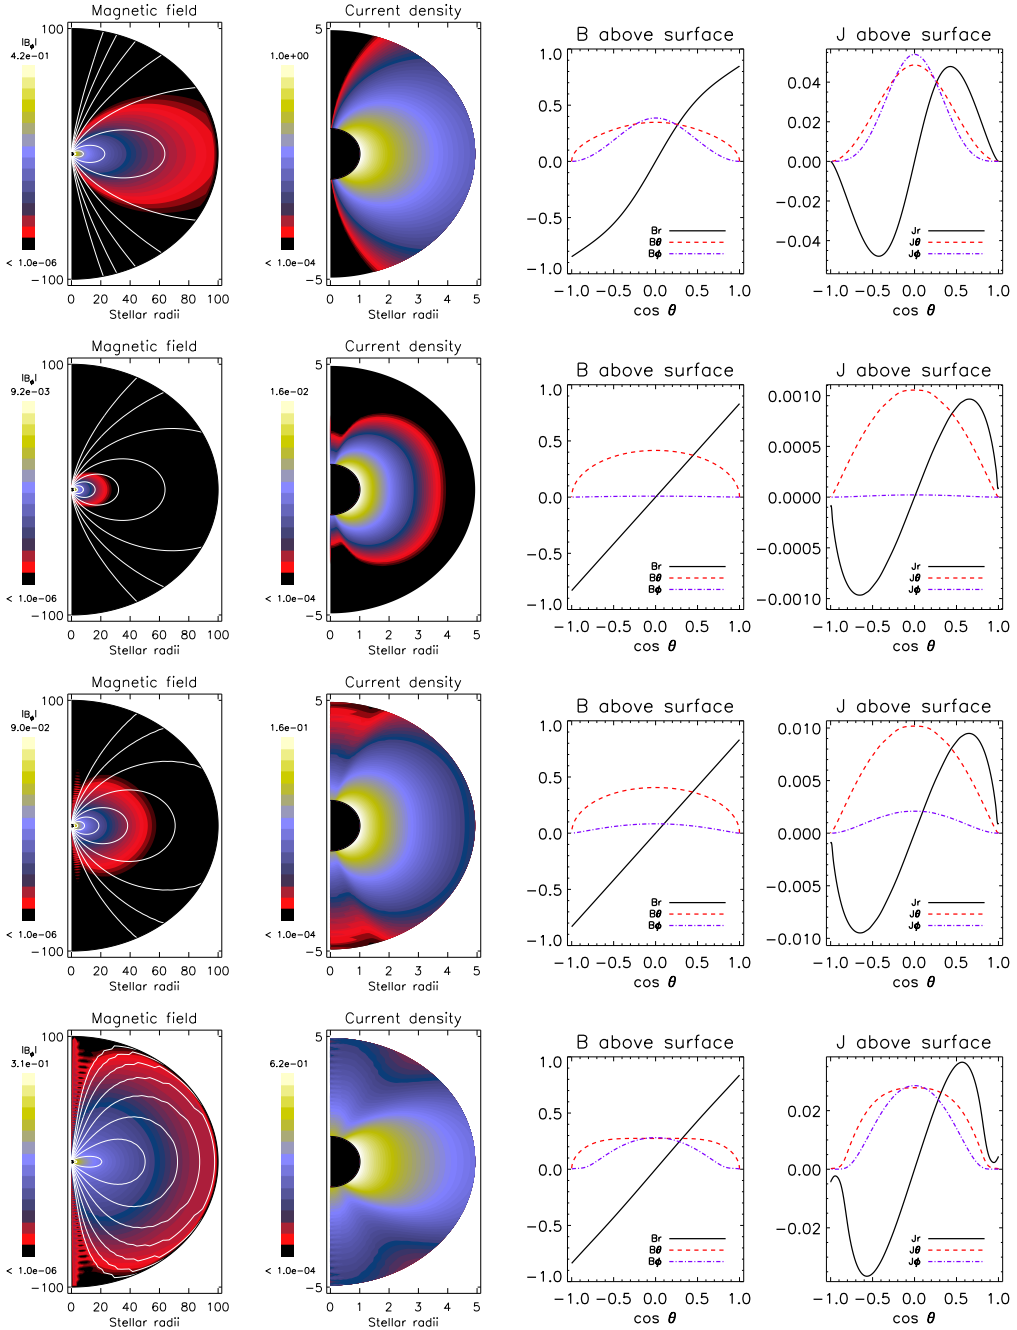 Magnetic field
|Bϕ|
4.2e-01
< 1.0e-06
100
-100
0 20 40 60 80 100
Stellar radii
Current density
1.0e+00
< 1.0e-04
5
-5
0 1 2 3 4 5
Stellar radii
B above surface
1.0
0.5
0.0
-0.5
-1.0
Br
Bθ
Bϕ
-1.0 -0.5 0.0 0.5 1.0
cos θ
J above surface
0.04
0.02
0.00
-0.02
-0.04
Jr
Jθ
Jϕ
-1.0 -0.5 0.0 0.5 1.0
cos θ
Magnetic field
|Bϕ|
9.2e-03
< 1.0e-06
100
-100
0 20 40 60 80 100
Stellar radii
Current density
1.6e-02
< 1.0e-04
5
-5
0 1 2 3 4 5
Stellar radii
B above surface
1.0
0.5
0.0
-0.5
-1.0
Br
Bθ
Bϕ
-1.0 -0.5 0.0 0.5 1.0
cos θ
J above surface
0.0010
0.0005
0.0000
-0.0005
-0.0010
Jr
Jθ
Jϕ
-1.0 -0.5 0.0 0.5 1.0
cos θ
Magnetic field
|Bϕ|
9.0e-02
< 1.0e-06
100
-100
0 20 40 60 80 100
Stellar radii
Current density
1.6e-01
< 1.0e-04
5
-5
0 1 2 3 4 5
Stellar radii
B above surface
1.0
0.5
0.0
-0.5
-1.0
Br
Bθ
Bϕ
-1.0 -0.5 0.0 0.5 1.0
cos θ
J above surface
0.010
0.005
0.000
-0.005
-0.010
Jr
Jθ
Jϕ
-1.0 -0.5 0.0 0.5 1.0
cos θ
Magnetic field
|Bϕ|
3.1e-01
< 1.0e-06
100
-100
0 20 40 60 80 100
Stellar radii
Current density
6.2e-01
< 1.0e-04
5
-5
0 1 2 3 4 5
Stellar radii
B above surface
1.0
0.5
0.0
-0.5
-1.0
Br
Bθ
Bϕ
-1.0 -0.5 0.0 0.5 1.0
cos θ
J above surface
0.02
0.00
-0.02
Jr
Jθ
Jϕ
-1.0 -0.5 0.0 0.5 1.0
cos θ